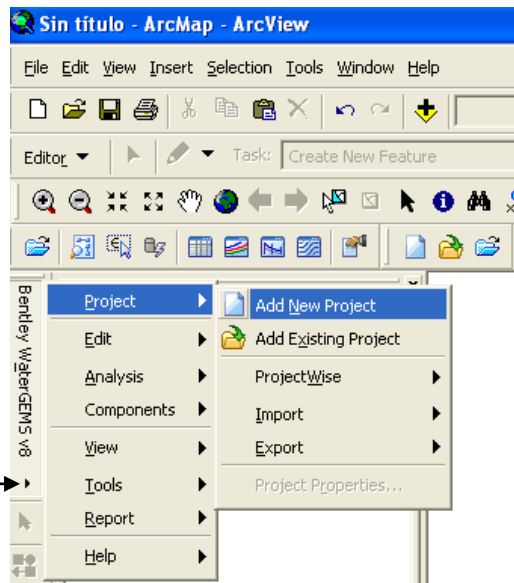 Sin título - ArcMap - ArcView
File Edit View Insert Selection Tools Window Help
Editor Task: Create New Feature
Bentley WaterGEMS v8
Project
Edit
Analysis
Components
View
Tools
Report
Help
Add New Project
Add Existing Project
ProjectWise
Import
Export
Project Properties...